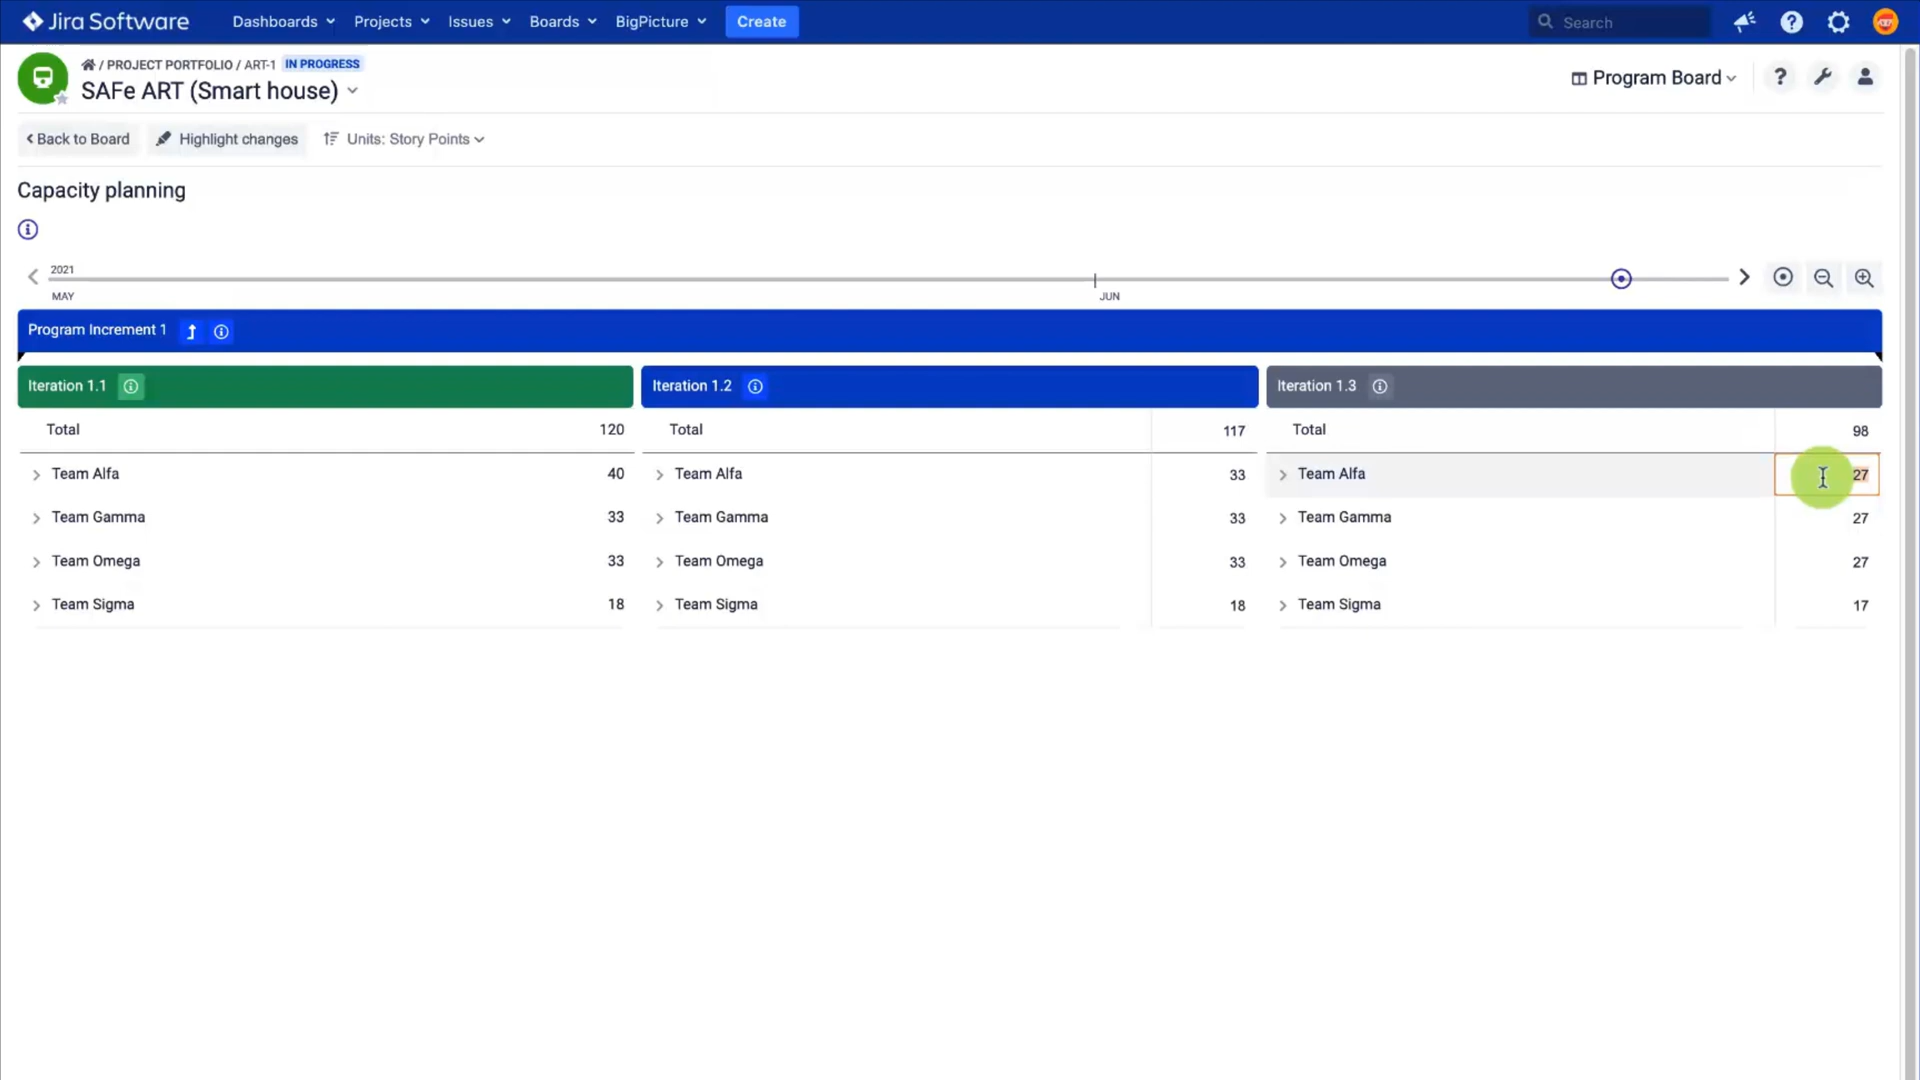 Jira Software Dashboards Projects Issues Boards BigPicture Create Search
/ PROJECT PORTFOLIO / ART-1 IN PROGRESS
SAFe ART (Smart house) Program Board
Back to Board Highlight changes Units: Story Points
Capacity planning
2021
MAY JUN
Program Increment 1
Iteration 1.1 Iteration 1.2 Iteration 1.3
Total 120 Total 117 Total 98
Team Alfa 40 Team Alfa 33 Team Alfa 27
Team Gamma 33 Team Gamma 33 Team Gamma 27
Team Omega 33 Team Omega 33 Team Omega 27
Team Sigma 18 Team Sigma 18 Team Sigma 17